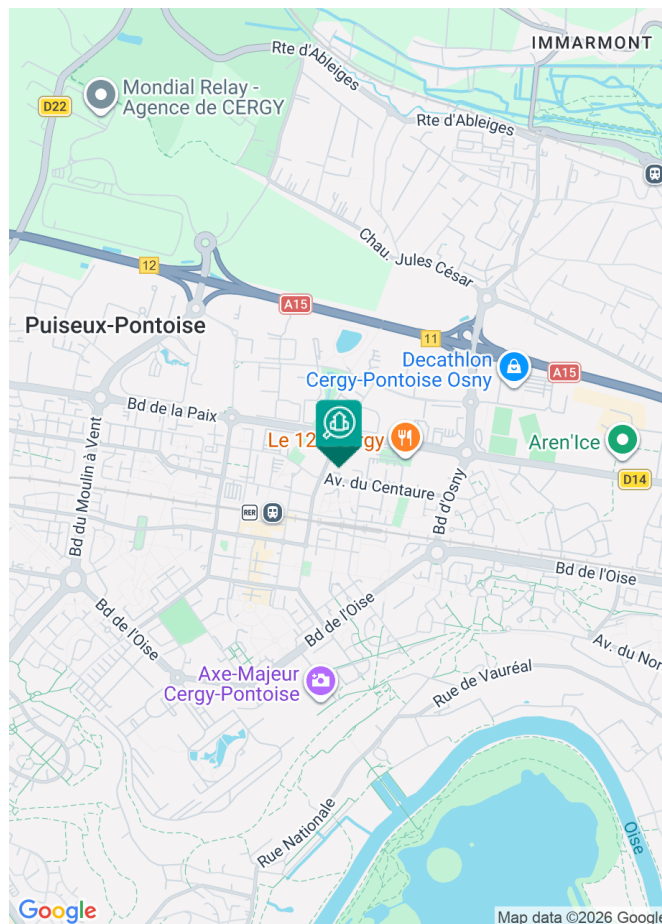 IMMARMONT
Rte d'Ableiges
Mondial Relay -
Agence de CERGY
D22
Rte d'Ableiges
Chau. Jules César
12
A15
Puiseux-Pontoise
11
Decathlon
Cergy-Pontoise Osny
A15
Bd de la Paix
Le 12
rgy
Aren'Ice
Bd du Moulin à Vent
Av. du Centaure
D14
RER
Bd d'Osny
Bd de l'Oise
Bd de l'Oise
Bd de l'Oise
Av. du Nor
Axe-Majeur
Cergy-Pontoise
Rue de Vauréal
Rue Nationale
Oise
Google
Map data ©2026 Google